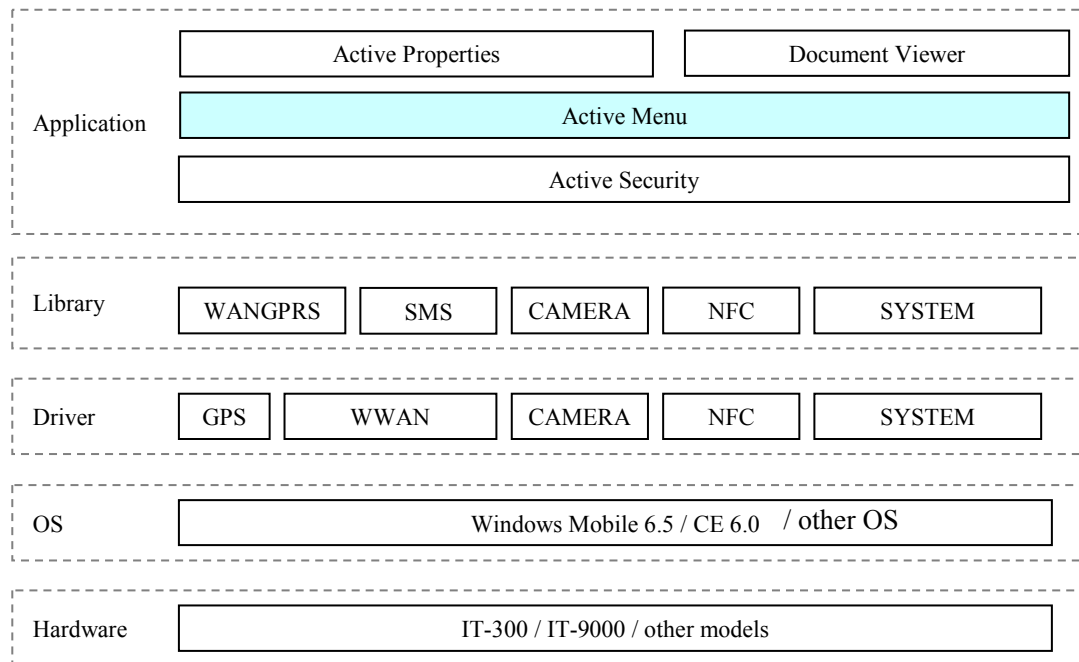 Active Properties Document Viewer
Application Active Menu
Active Security
Library WANGPRS SMS CAMERA NFC SYSTEM
Driver GPS WWAN CAMERA NFC SYSTEM
OS Windows Mobile 6.5 / CE 6.0 / other OS
Hardware IT-300 / IT-9000 / other models